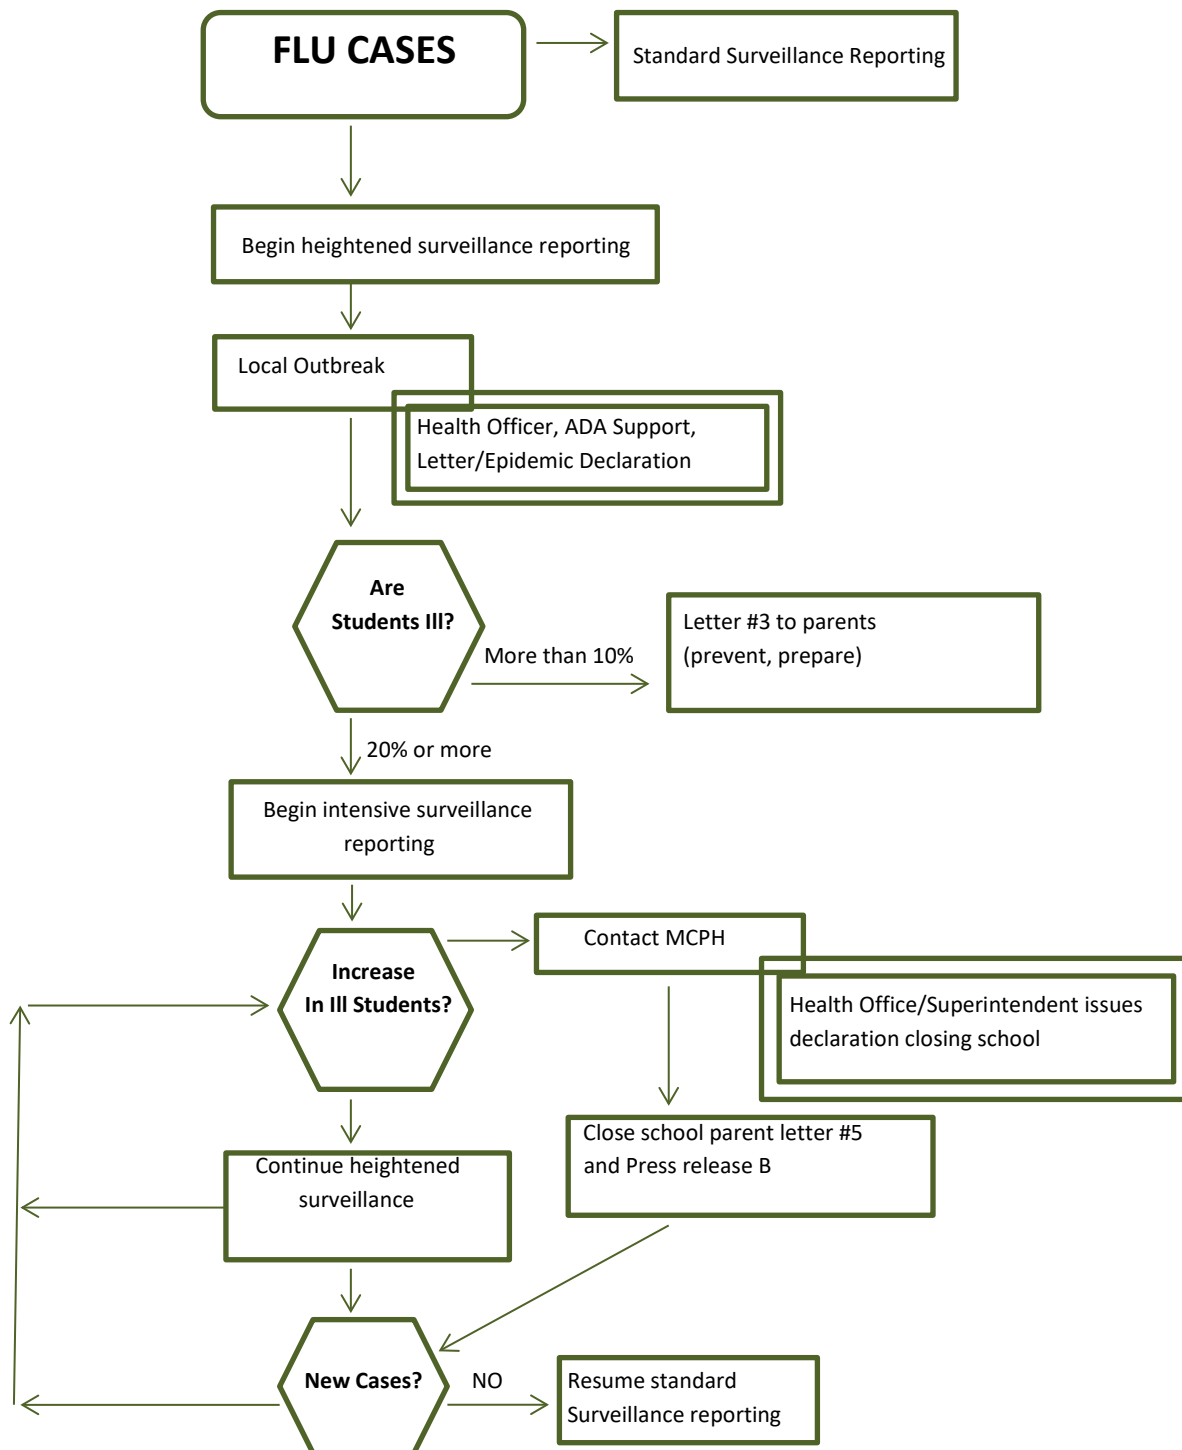 FLU CASES
Standard Surveillance Reporting
Begin heightened surveillance reporting
Local Outbreak
Health Officer, ADA Support,
Letter/Epidemic Declaration
Are
Students Ill?
More than 10%
Letter #3 to parents
(prevent, prepare)
20% or more
Begin intensive surveillance
reporting
Increase
In Ill Students?
Contact MCPH
Health Office/Superintendent issues
declaration closing school
Close school parent letter #5
and Press release B
Continue heightened
surveillance
New Cases?
NO
Resume standard
Surveillance reporting